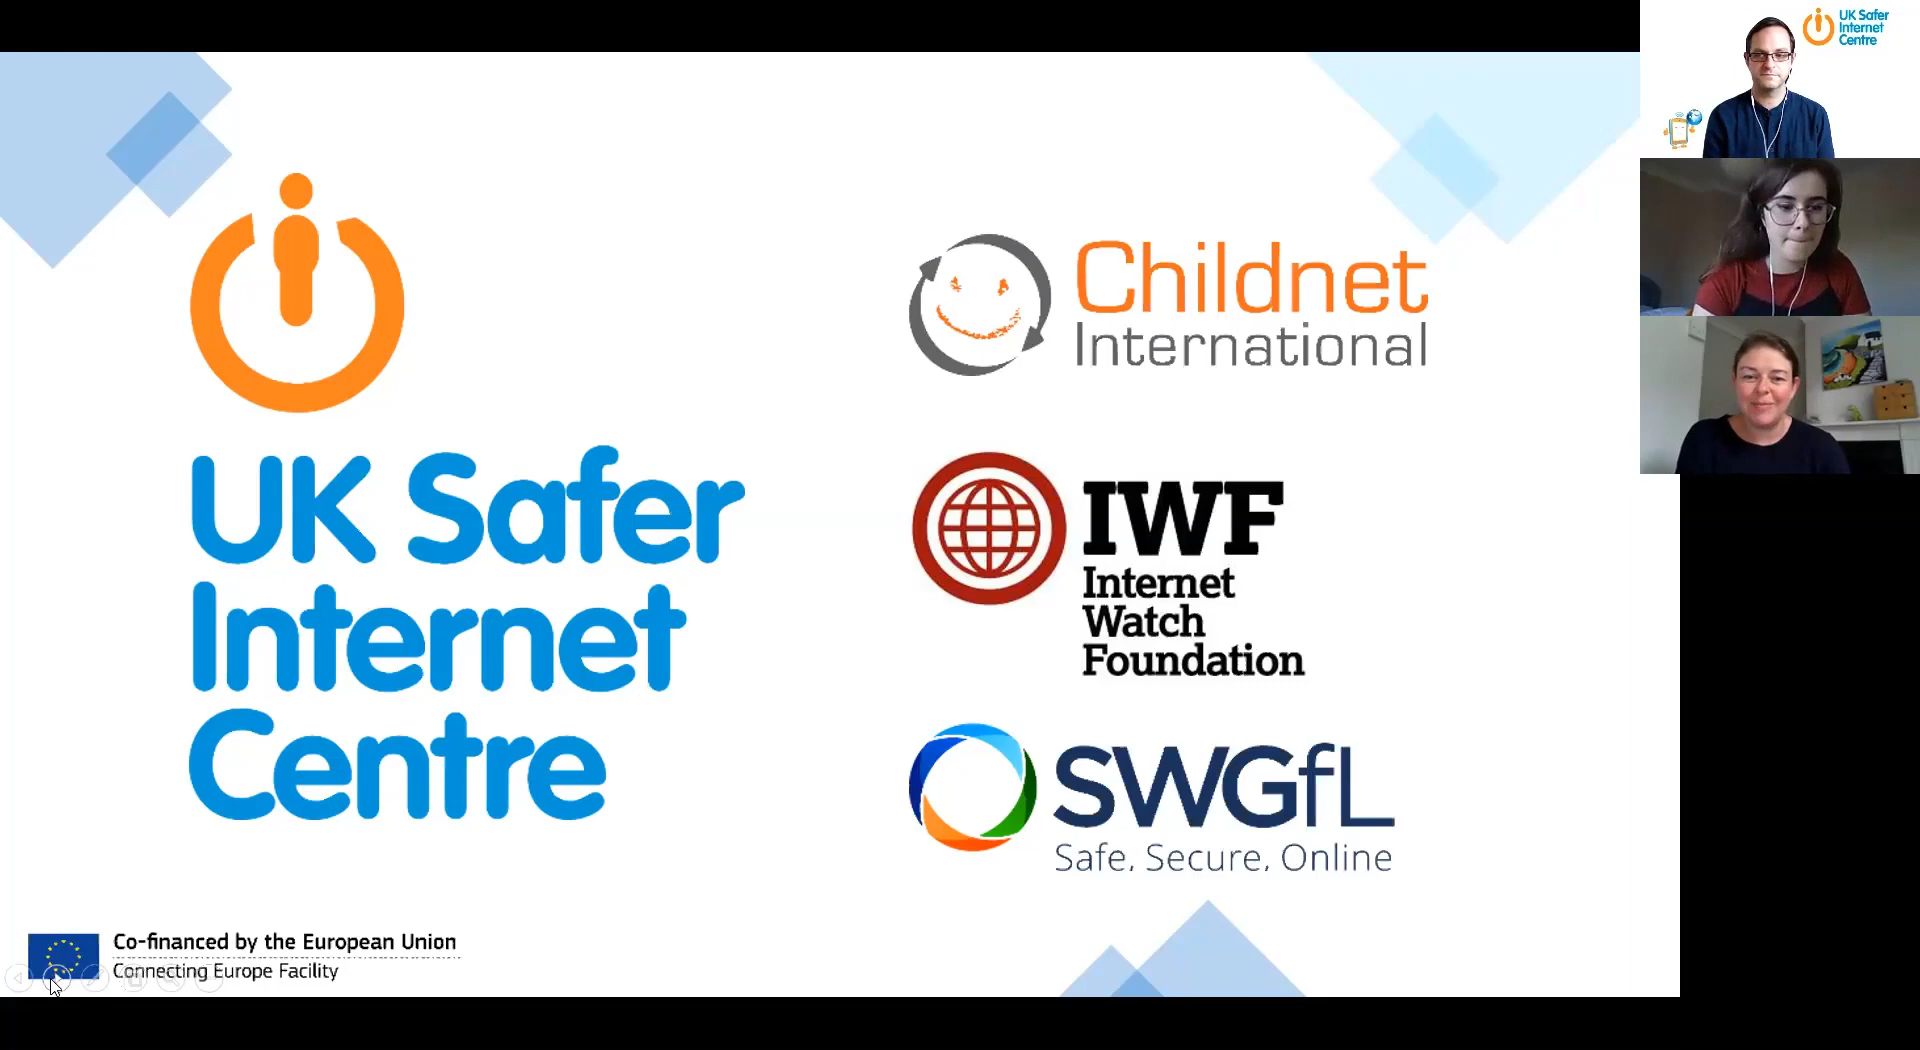 UK Safer
Internet
Centre
Childnet
International
IWF
Internet
Watch
Foundation
SWGfL
Safe, Secure, Online
Co-financed by the European Union
Connecting Europe Facility
UK Safer
Internet
Centre